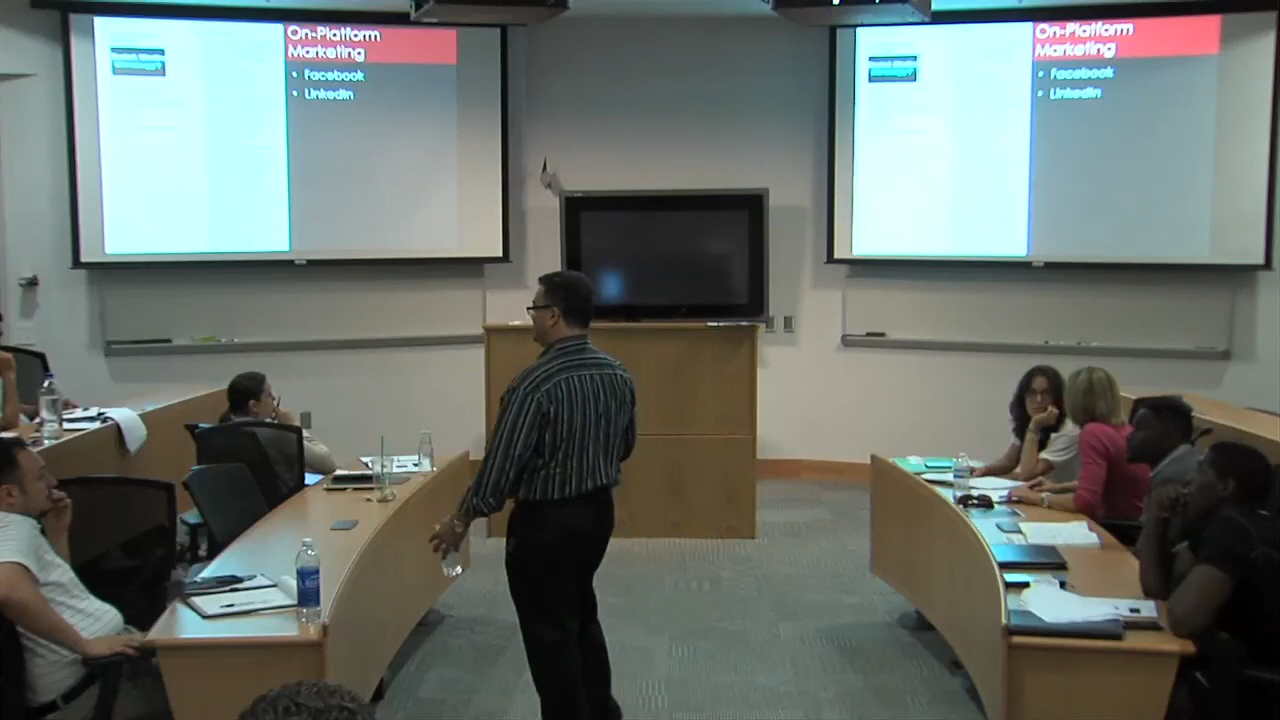 On-Platform
Marketing
• Facebook
• LinkedIn
On-Platform
Marketing
• Facebook
• LinkedIn